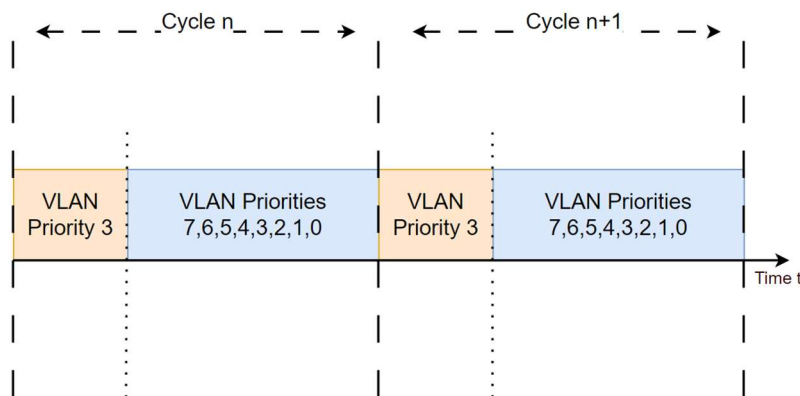 Cycle n
Cycle n+1
VLAN
Priority 3
VLAN Priorities
7,6,5,4,3,2,1,0
VLAN
Priority 3
VLAN Priorities
7,6,5,4,3,2,1,0
Time t